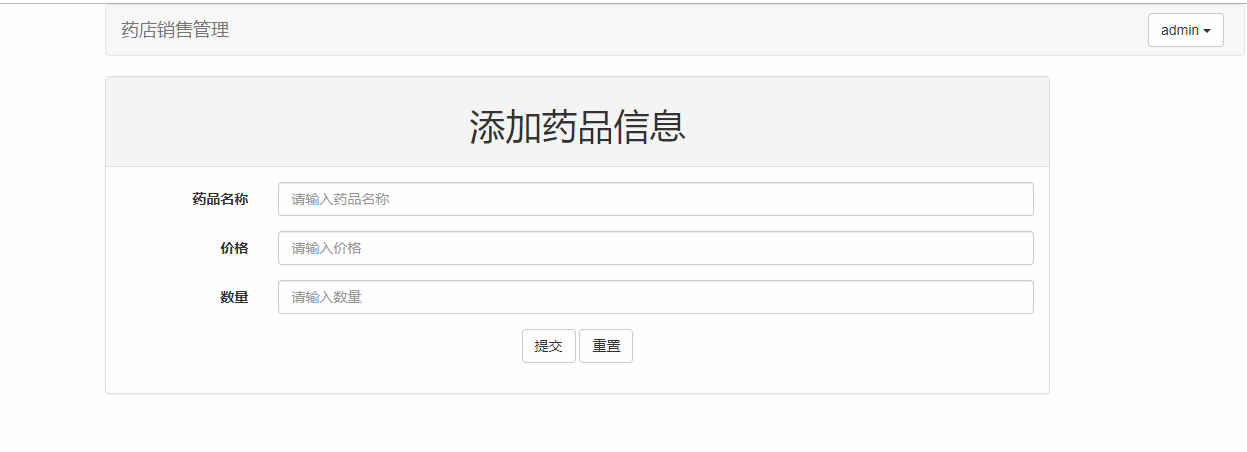 药店销售管理
admin
添加药品信息
药品名称 请输入药品名称
价格 请输入价格
数量 请输入数量
提交 重置